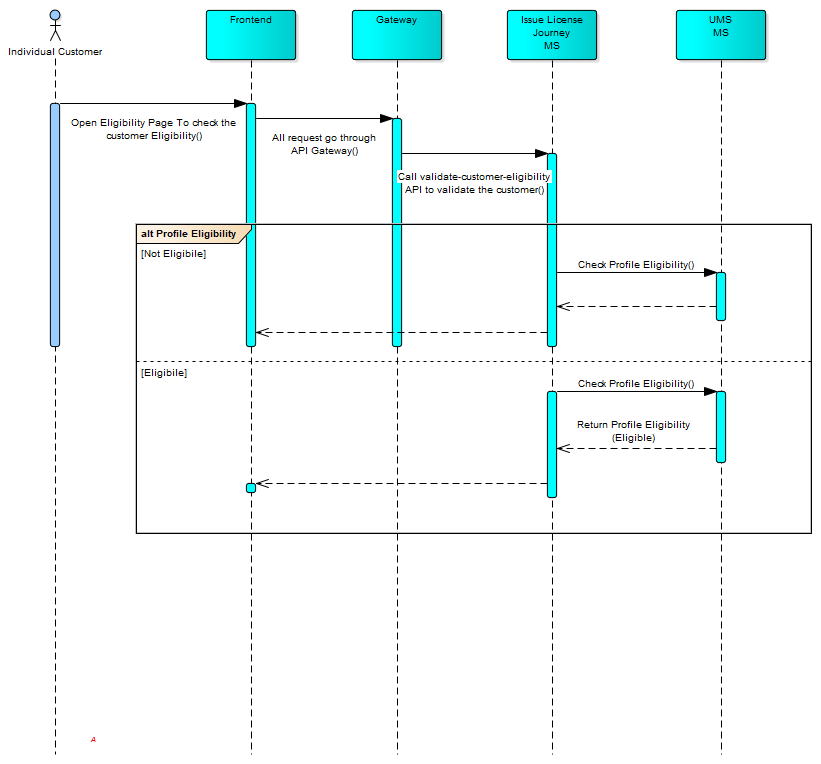 Individual Customer
Frontend
Gateway
Issue License
Journey
MS
UMS
MS
Open Eligibility Page To check the
customer Eligibility()
All request go through
API Gateway()
Call validate-customer-eligibility
API to validate the customer()
alt Profile Eligibility
[Not Eligibile]
Check Profile Eligibility()
[Eligibile]
Check Profile Eligibility()
Return Profile Eligibility
(Eligible)
A